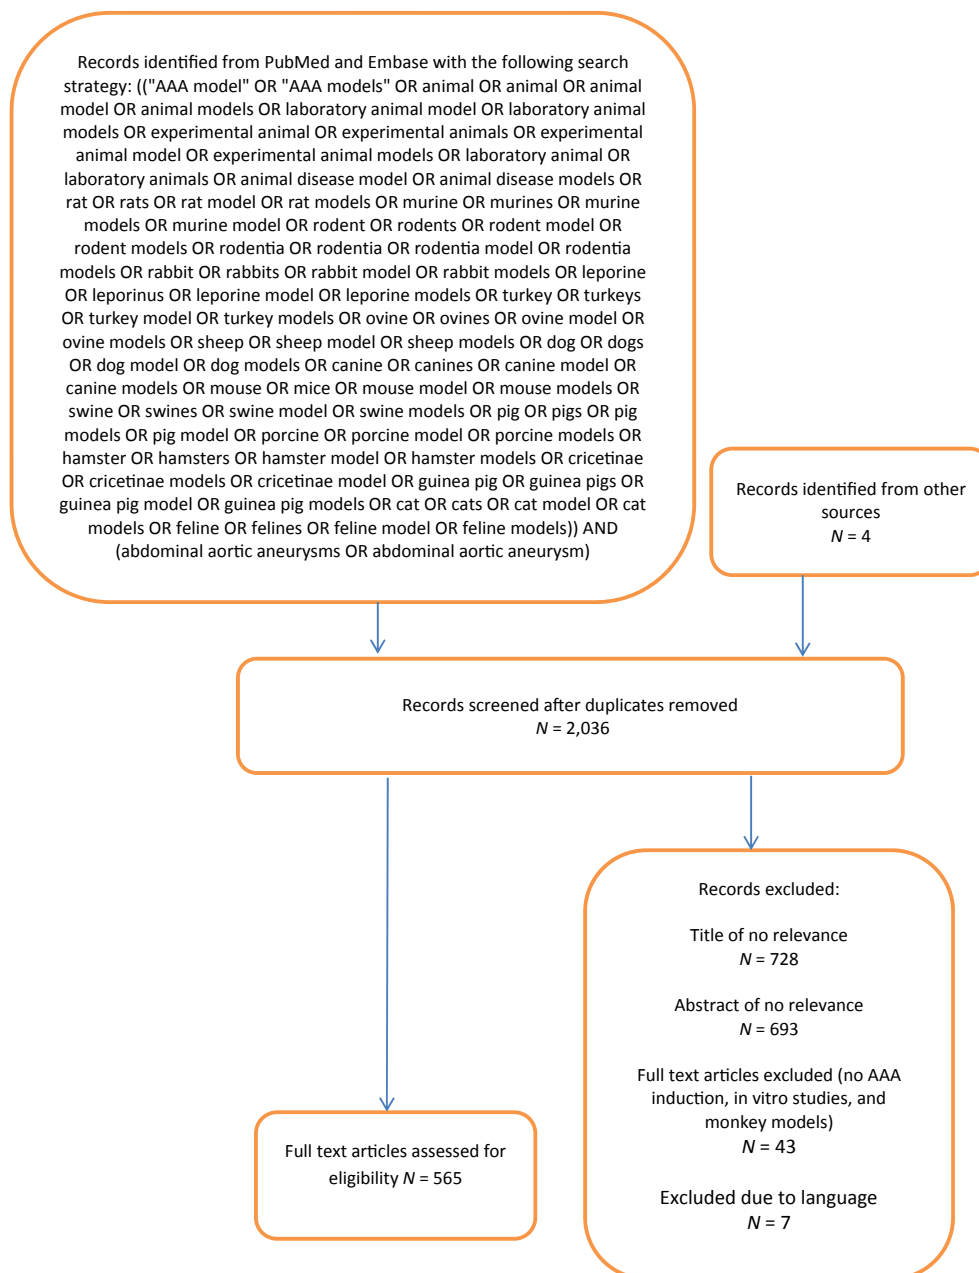 Records identified from PubMed and Embase with the following search
strategy: (("AAA model" OR "AAA models" OR animal OR animal OR animal
model OR animal models OR laboratory animal model OR laboratory animal
models OR experimental animal OR experimental animals OR experimental
animal model OR experimental animal models OR laboratory animal OR
laboratory animals OR animal disease model OR animal disease models OR
rat OR rats OR rat model OR rat models OR murine OR murines OR murine
models OR murine model OR rodent OR rodents OR rodent model OR
rodent models OR rodentia OR rodentia OR rodentia model OR rodentia
models OR rabbit OR rabbits OR rabbit model OR rabbit models OR leporine
OR leporinus OR leporine model OR leporine models OR turkey OR turkeys
OR turkey model OR turkey models OR ovine OR ovines OR ovine model OR
ovine models OR sheep OR sheep model OR sheep models OR dog OR dogs
OR dog model OR dog models OR canine OR canines OR canine model OR
canine models OR mouse OR mice OR mouse model OR mouse models OR
swine OR swines OR swine model OR swine models OR pig OR pigs OR pig
models OR pig model OR porcine OR porcine model OR porcine models OR
hamster OR hamsters OR hamster model OR hamster models OR cricetinae
OR cricetinae models OR cricetinae model OR guinea pig OR guinea pigs OR
guinea pig model OR guinea pig models OR cat OR cats OR cat model OR cat
models OR feline OR felines OR feline model OR feline models)) AND
(abdominal aortic aneurysms OR abdominal aortic aneurysm)
Records identified from other
sources
N = 4
Records screened after duplicates removed
N = 2,036
Records excluded:
Title of no relevance
N = 728
Abstract of no relevance
N = 693
Full text articles excluded (no AAA
induction, in vitro studies, and
monkey models)
N = 43
Excluded due to language
N = 7
Full text articles assessed for
eligibility N = 565